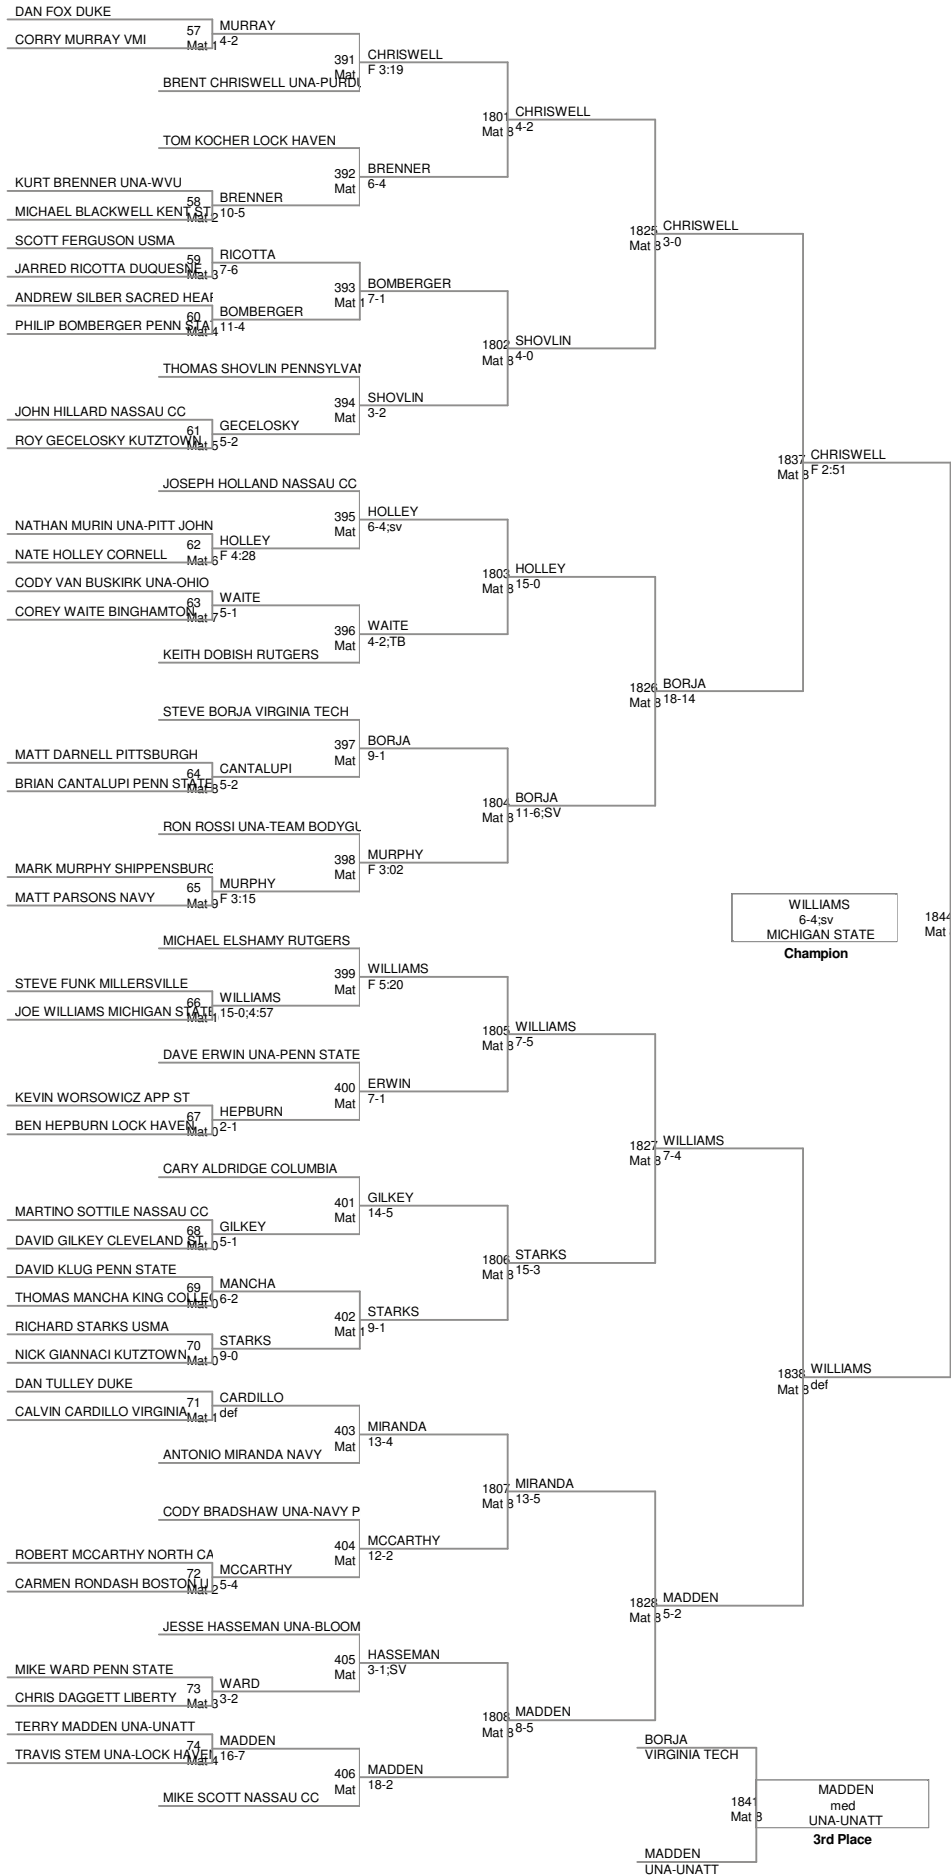 DAN FOX DUKE
57 MURRAY
CORRY MURRAY VMI Mat 1 4-2
391 CHRISWELL
Mat F 3:19
BRENT CHRISWELL UNA-PURDU
1801 CHRISWELL
Mat 8 4-2
TOM KOCHER LOCK HAVEN
392 BRENNER
Mat 6-4
KURT BRENNER UNA-WVU
58 BRENNER
MICHAEL BLACKWELL KENT ST Mat 2 10-5
1825 CHRISWELL
Mat 8 3-0
SCOTT FERGUSON USMA
59 RICOTTA
JARRED RICOTTA DUQUESNE Mat 3 7-6
393 BOMBERGER
Mat 1 7-1
ANDREW SILBER SACRED HEAR
60 BOMBERGER
PHILIP BOMBERGER PENN STA Mat 4 11-4
1802 SHOVLIN
Mat 8 4-0
THOMAS SHOVLIN PENNSYLVAN
394 SHOVLIN
Mat 3-2
JOHN HILLARD NASSAU CC
61 GECELOSKY
ROY GECELOSKY KUTZTOWN Mat 5 5-2
1837 CHRISWELL
Mat 8 F 2:51
JOSEPH HOLLAND NASSAU CC
395 HOLLEY
Mat 6-4;sv
NATHAN MURIN UNA-PITT JOHN
62 HOLLEY
NATE HOLLEY CORNELL Mat 6 F 4:28
1803 HOLLEY
Mat 8 15-0
CODY VAN BUSKIRK UNA-OHIO
63 WAITE
COREY WAITE BINGHAMTON Mat 7 5-1
396 WAITE
Mat 4-2;TB
KEITH DOBISH RUTGERS
1826 BORJA
Mat 8 18-14
STEVE BORJA VIRGINIA TECH
397 BORJA
Mat 9-1
MATT DARNELL PITTSBURGH
64 CANTALUPI
BRIAN CANTALUPI PENN STATE Mat 8 5-2
1804 BORJA
Mat 8 11-6;SV
RON ROSSI UNA-TEAM BODYGU
398 MURPHY
Mat F 3:02
MARK MURPHY SHIPPENSBURG
65 MURPHY
MATT PARSONS NAVY Mat 9 F 3:15
WILLIAMS
6-4;sv
MICHIGAN STATE
Champion
1844
Mat
MICHAEL ELSHAMY RUTGERS
399 WILLIAMS
Mat F 5:20
STEVE FUNK MILLERSVILLE
66 WILLIAMS
JOE WILLIAMS MICHIGAN STATE Mat 1 15-0;4:57
1805 WILLIAMS
Mat 8 7-5
DAVE ERWIN UNA-PENN STATE
400 ERWIN
Mat 7-1
KEVIN WORSOWICZ APP ST
67 HEPBURN
BEN HEPBURN LOCK HAVEN Mat 0 2-1
1827 WILLIAMS
Mat 8 7-4
CARY ALDRIDGE COLUMBIA
401 GILKEY
Mat 14-5
MARTINO SOTTILE NASSAU CC
68 GILKEY
DAVID GILKEY CLEVELAND ST Mat 0 5-1
1806 STARKS
Mat 8 15-3
DAVID KLUG PENN STATE
69 MANCHA
THOMAS MANCHA KING COLLEG Mat 0 6-2
402 STARKS
Mat 1 9-1
RICHARD STARKS USMA
70 STARKS
NICK GIANNACI KUTZTOWN Mat 0 9-0
1838 WILLIAMS
Mat 8 def
DAN TULLEY DUKE
71 CARDILLO
CALVIN CARDILLO VIRGINIA Mat 1 def
403 MIRANDA
Mat 13-4
ANTONIO MIRANDA NAVY
1807 MIRANDA
Mat 8 13-5
CODY BRADSHAW UNA-NAVY P
404 MCCARTHY
Mat 12-2
ROBERT MCCARTHY NORTH CA
72 MCCARTHY
CARMEN RONDASH BOSTON U Mat 2 5-4
1828 MADDEN
Mat 8 5-2
JESSE HASSEMAN UNA-BLOOM
405 HASSEMAN
Mat 3-1;SV
MIKE WARD PENN STATE
73 WARD
CHRIS DAGGETT LIBERTY Mat 3 3-2
1808 MADDEN
Mat 8 8-5
TERRY MADDEN UNA-UNATT
74 MADDEN
TRAVIS STEM UNA-LOCK HAVEN Mat 4 16-7
406 MADDEN
Mat 18-2
MIKE SCOTT NASSAU CC
BORJA
VIRGINIA TECH
1841
Mat 8
MADDEN
med
UNA-UNATT
3rd Place
MADDEN
UNA-UNATT